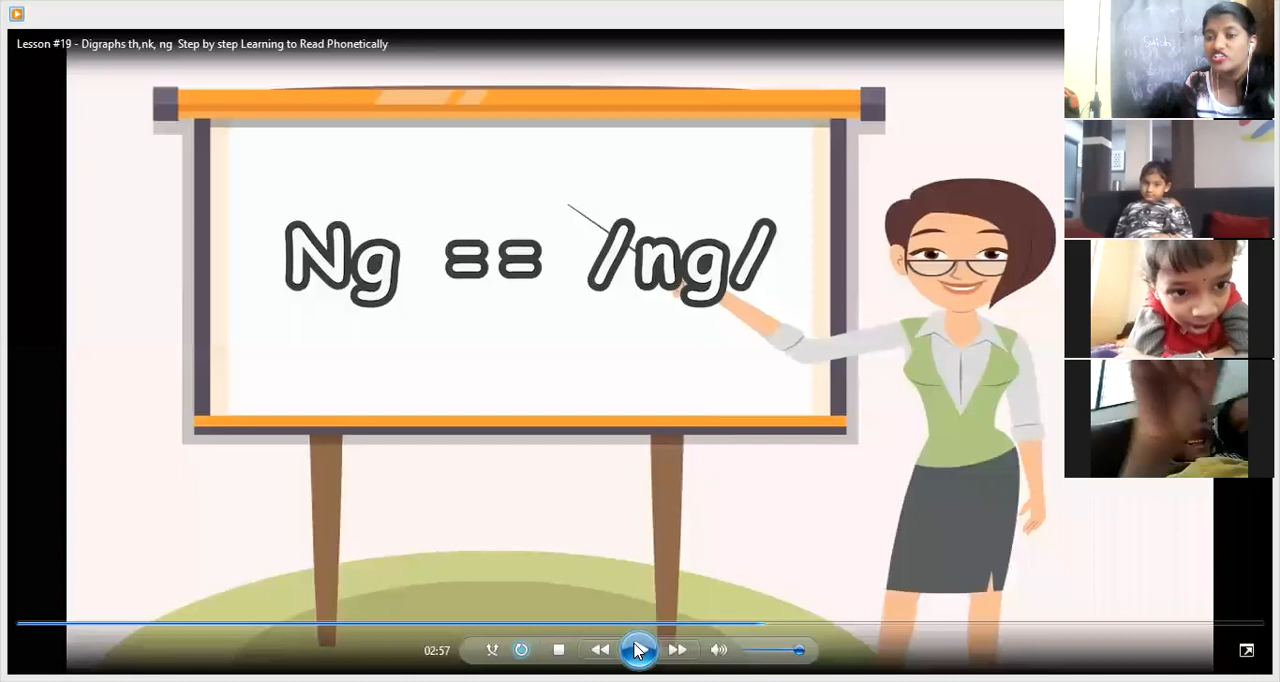 Lesson #19 - Digraphs th,nk, ng Step by step Learning to Read Phonetically
Ng == /ng/
02:57